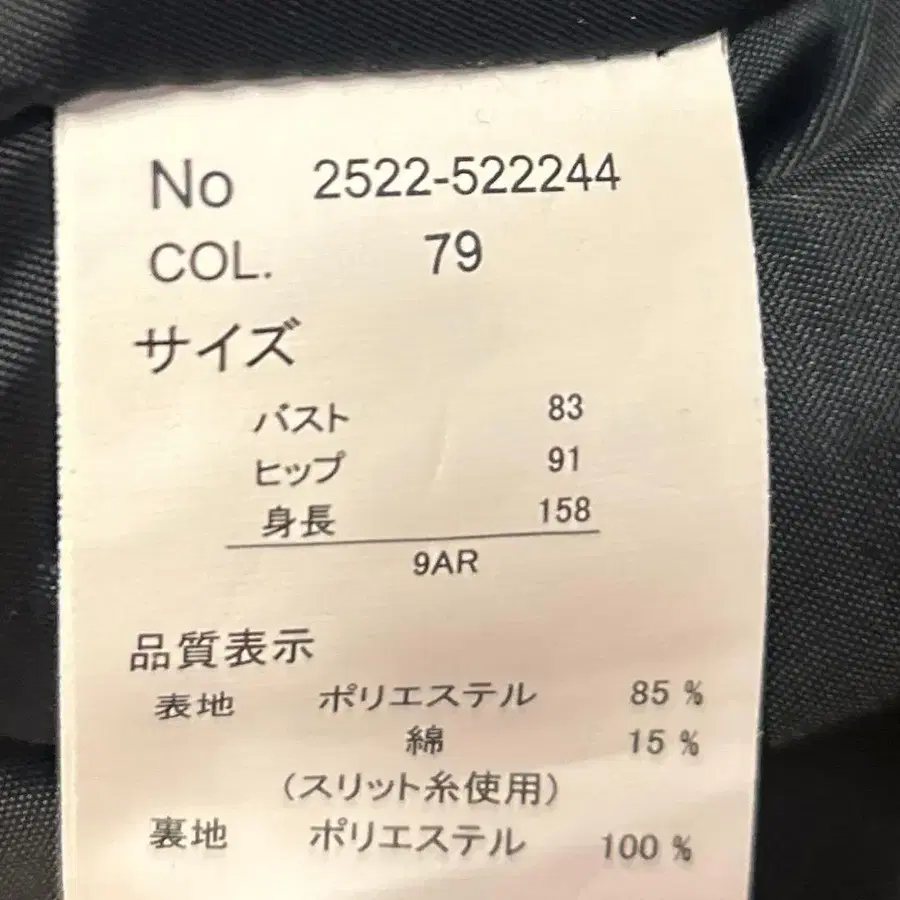 No 2522-522244
COL. 79
サイズ
バスト 83
ヒップ 91
身長 158
9AR
品質表示
表地 ポリエステル 85 %
綿 15 %
(スリット糸使用)
裏地 ポリエステル 100 %